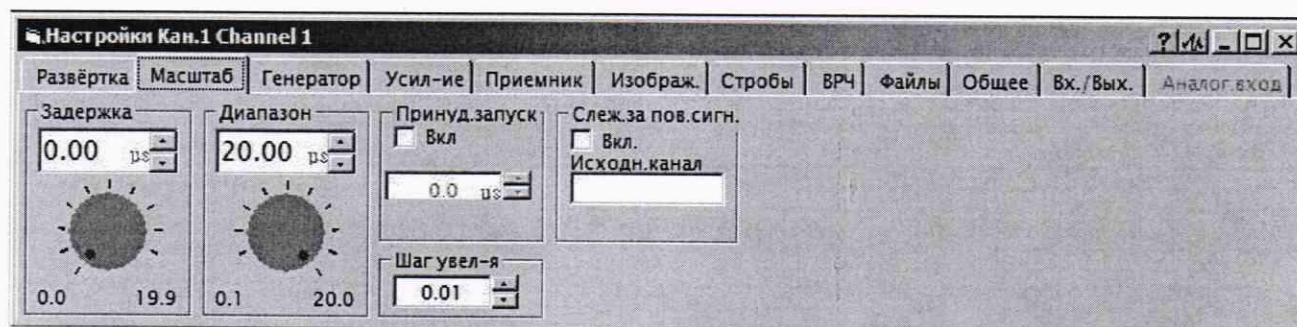 Настройки Кан.1 Channel 1
Развёртка Масштаб Генератор Усил-ие Приемник Изображ. Стробы ВРЧ Файлы Общее Вх./Вых. Аналог.вход
Задержка
0.00 µs
0.0 19.9
Диапазон
20.00 µs
0.1 20.0
Принуд.запуск
Вкл
0.0 µs
Шаг увел-я
0.01
Слеж.за пов.сигн.
Вкл.
Исходн.канал